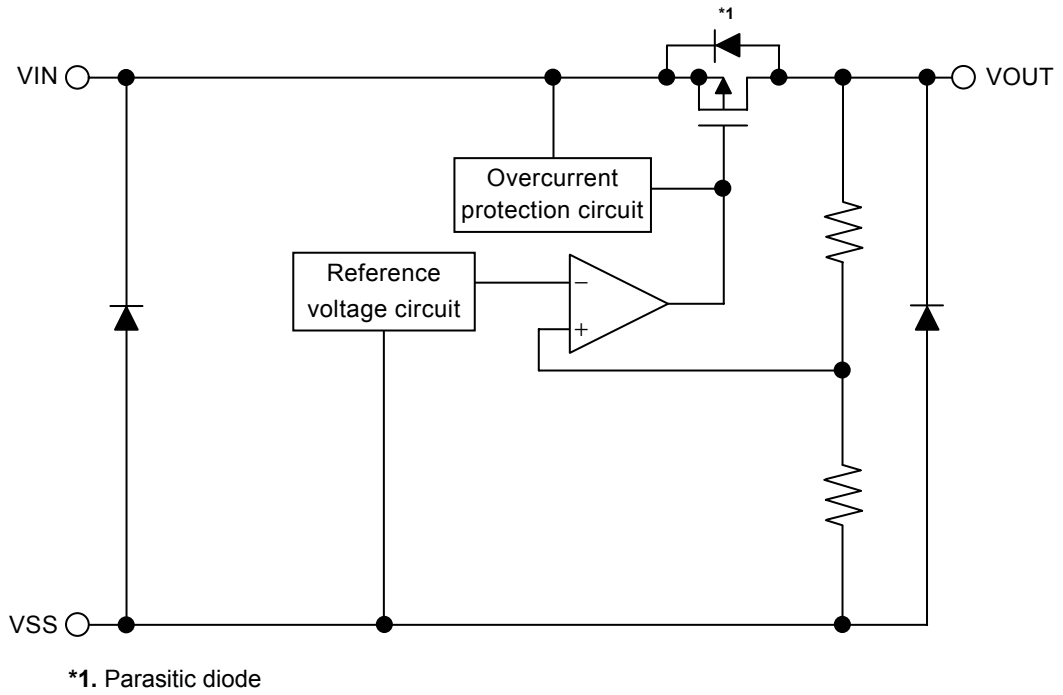 *1
VIN
VOUT
Overcurrent
protection circuit
Reference
voltage circuit
−
+
VSS
*1. Parasitic diode